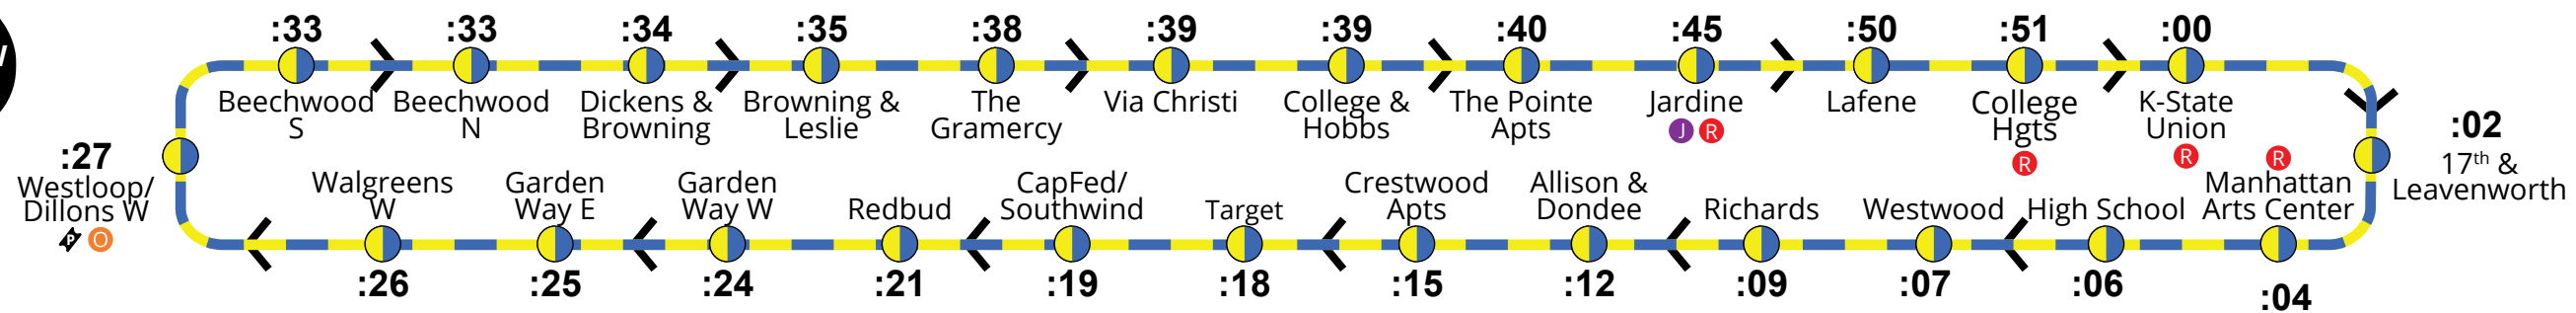 :33
Beechwood
S
:33
Beechwood
N
:34
Dickens &
Browning
:35
Browning &
Leslie
:38
The
Gramercy
:39
Via Christi
:39
College &
Hobbs
:40
The Pointe
Apts
:45
Jardine
J R
:50
Lafene
:51
College
Hgts
R
:00
K-State
Union
R
:02
17th &
Leavenworth
R
Manhattan
Arts Center
:04
High School
:06
Westwood
:07
Richards
:09
Allison &
Dondee
:12
Crestwood
Apts
:15
Target
:18
CapFed/
Southwind
:19
Redbud
:21
Garden
Way W
:24
Garden
Way E
:25
Walgreens
W
:26
:27
Westloop/
Dillons W
P O